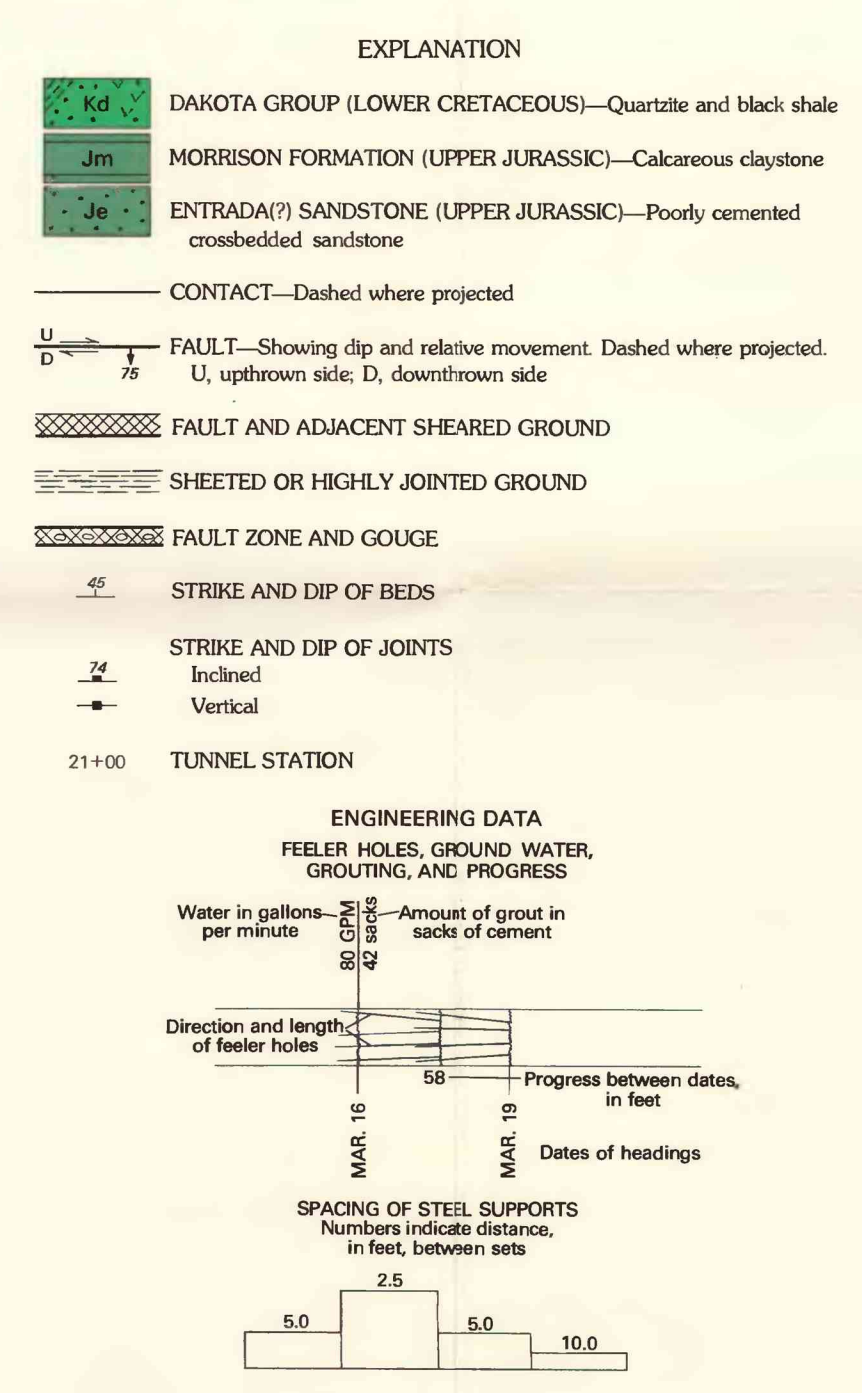 EXPLANATION
Kd
DAKOTA GROUP (LOWER CRETACEOUS)—Quartzite and black shale
Jm
MORRISON FORMATION (UPPER JURASSIC)—Calcareous claystone
Je
ENTRADA(?) SANDSTONE (UPPER JURASSIC)—Poorly cemented
crossbedded sandstone
CONTACT—Dashed where projected
U
D
75
FAULT—Showing dip and relative movement. Dashed where projected.
U, upthrown side; D, downthrown side
FAULT AND ADJACENT SHEARED GROUND
SHEETED OR HIGHLY JOINTED GROUND
FAULT ZONE AND GOUGE
45
STRIKE AND DIP OF BEDS
STRIKE AND DIP OF JOINTS
74
Inclined
Vertical
21+00
TUNNEL STATION
ENGINEERING DATA
FEELER HOLES, GROUND WATER,
GROUTING, AND PROGRESS
Water in gallons
per minute
80 GPM
42 sacks
Amount of grout in
sacks of cement
Direction and length
of feeler holes
58
Progress between dates,
in feet
MAR. 16
MAR. 19
Dates of headings
SPACING OF STEEL SUPPORTS
Numbers indicate distance,
in feet, between sets
5.0
2.5
5.0
10.0